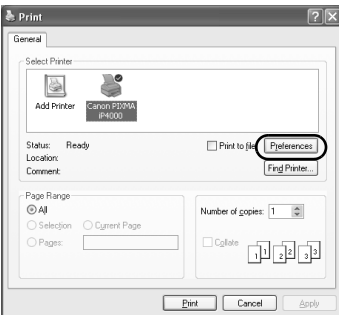 Print
General
Select Printer
Add Printer
Canon PIXMA
iP4000
Status: Ready
Location:
Comment:
Print to file
Preferences
Find Printer...
Page Range
All
Selection Current Page
Pages:
Number of copies: 1
Collate
1 1 2 2 3 3
Print Cancel Apply